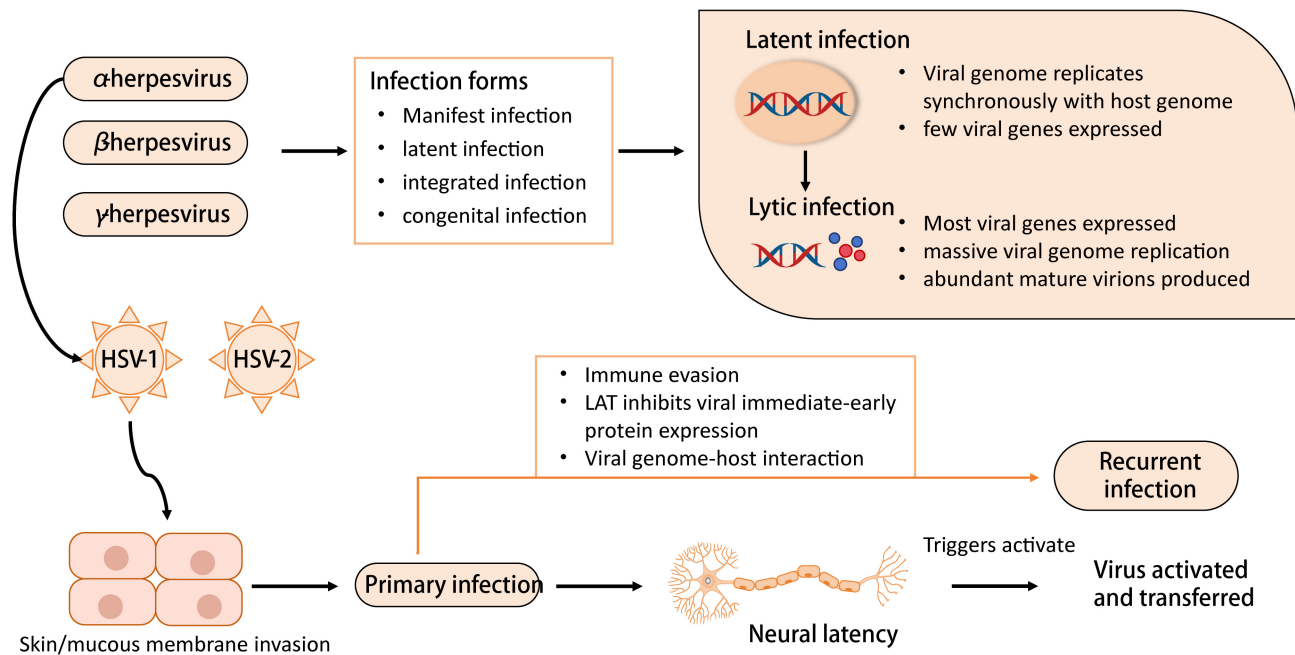 α-herpesvirus
β-herpesvirus
γ-herpesvirus
Infection forms
• Manifest infection
• latent infection
• integrated infection
• congenital infection
Latent infection
• Viral genome replicates
synchronously with host genome
• few viral genes expressed
Lytic infection
• Most viral genes expressed
• massive viral genome replication
• abundant mature virions produced
HSV-1
HSV-2
• Immune evasion
• LAT inhibits viral immediate-early
protein expression
• Viral genome-host interaction
Recurrent
infection
Skin/mucous membrane invasion
Primary infection
Neural latency
Triggers activate
Virus activated
and transferred